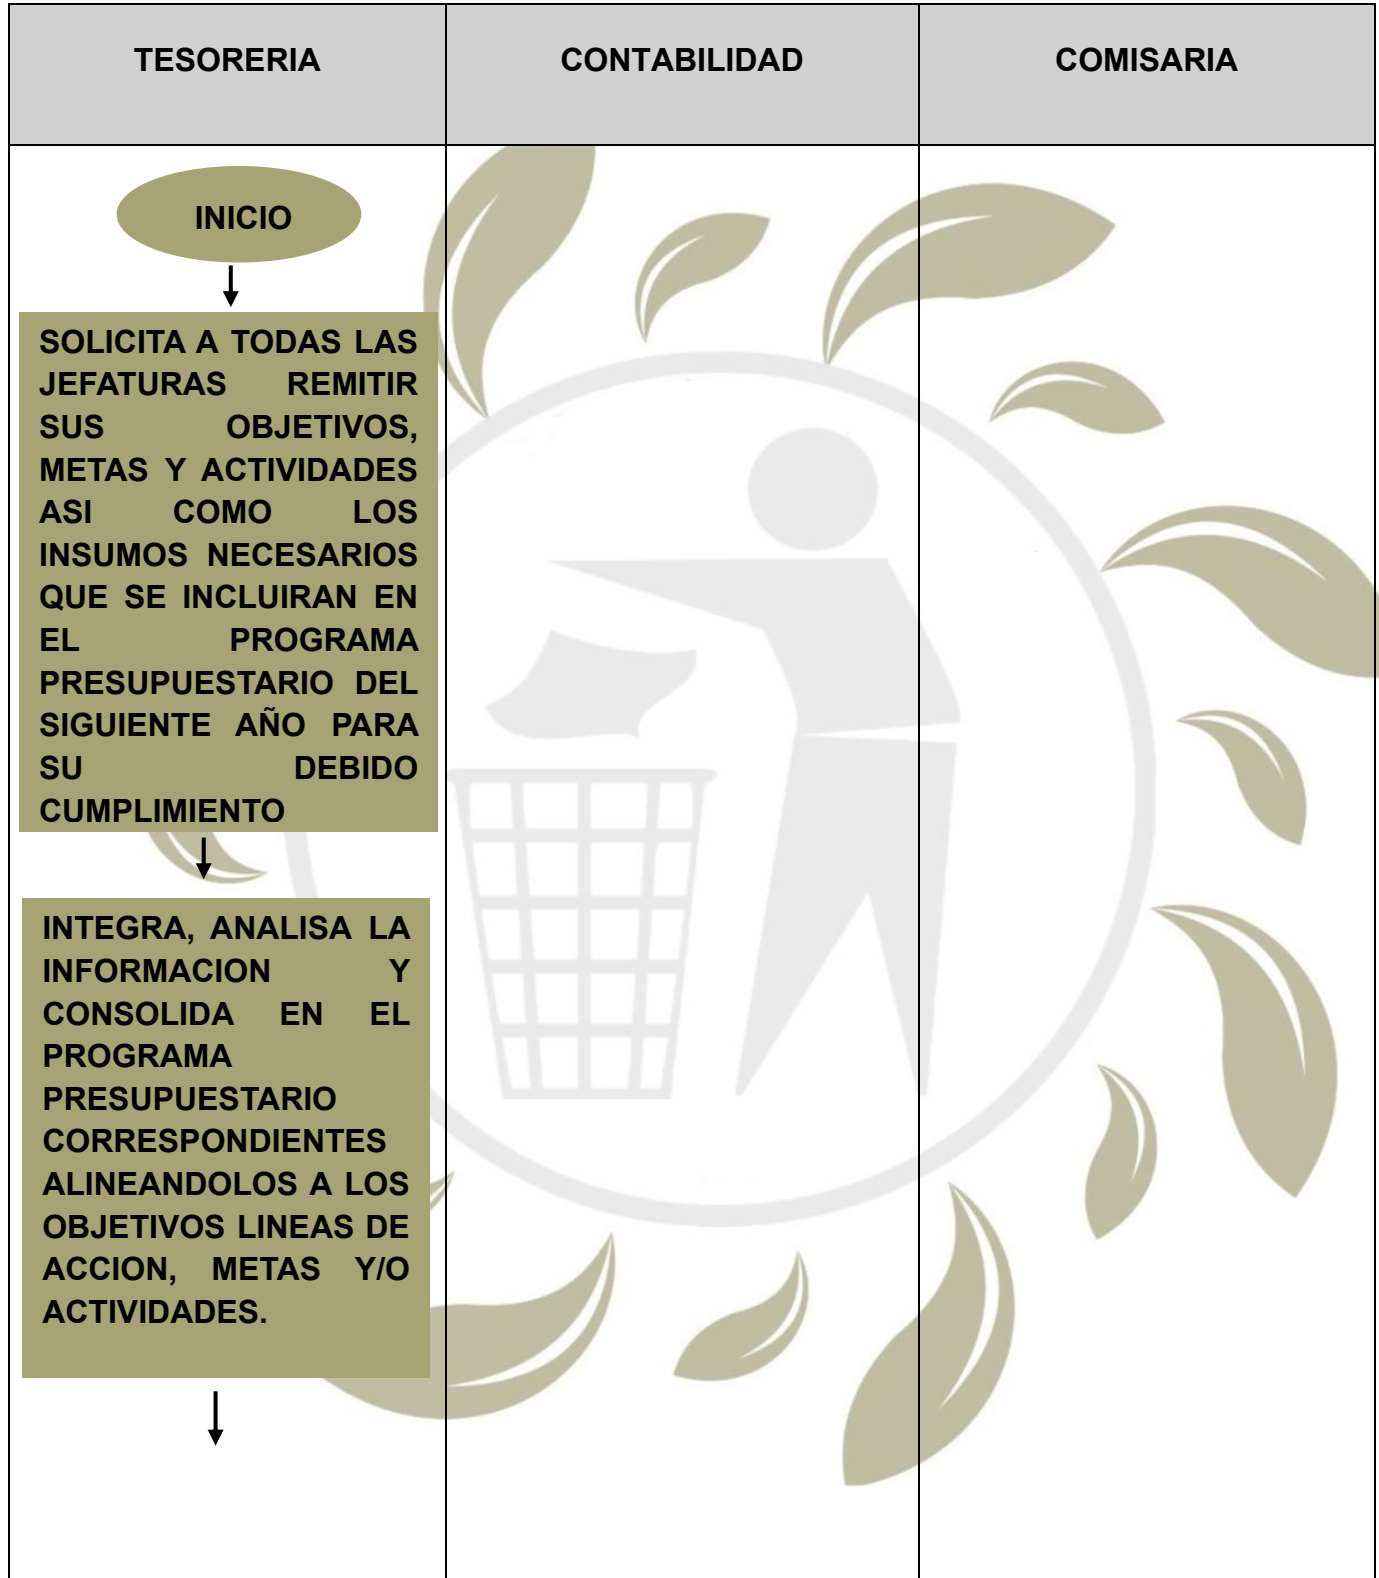 TESORERIA
CONTABILIDAD
COMISARIA
INICIO
SOLICITA A TODAS LAS
JEFATURAS REMITIR
SUS OBJETIVOS,
METAS Y ACTIVIDADES
ASI COMO LOS
INSUMOS NECESARIOS
QUE SE INCLUIRAN EN
EL PROGRAMA
PRESUPUESTARIO DEL
SIGUIENTE AÑO PARA
SU DEBIDO
CUMPLIMIENTO
INTEGRA, ANALISA LA
INFORMACION Y
CONSOLIDA EN EL
PROGRAMA
PRESUPUESTARIO
CORRESPONDIENTES
ALINEANDOLOS A LOS
OBJETIVOS LINEAS DE
ACCION, METAS Y/O
ACTIVIDADES.